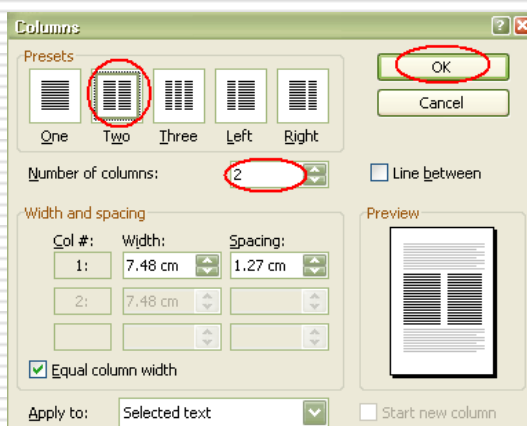 Columns
Presets
One Two Three Left Right
OK
Cancel
Number of columns: 2
Line between
Width and spacing
Col #: Width: Spacing:
1: 7.48 cm 1.27 cm
2: 7.48 cm
Equal column width
Preview
Apply to: Selected text
Start new column